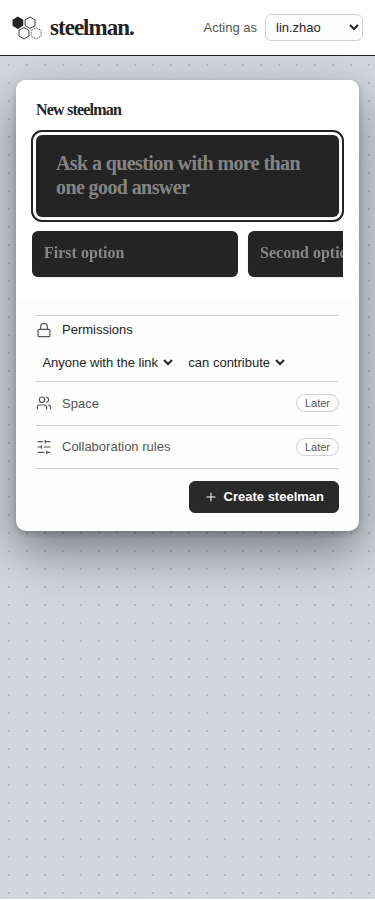 steelman.
Acting as
lin.zhao
New steelman
Ask a question with more than
one good answer
First option
Second optio
Permissions
Anyone with the link
can contribute
Space
Later
Collaboration rules
Later
+ Create steelman